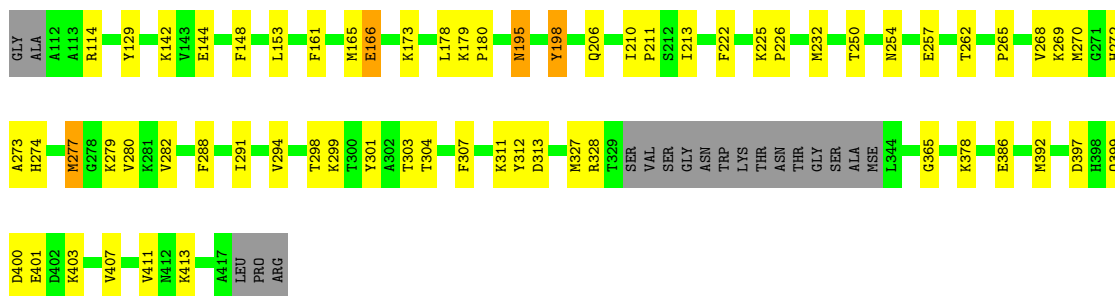 GLY ALA A112 A113 R114 Y129 K142 V143 E144 F148 L153 F161 M165 E166 K173 L178 K179 P180 N195 Y198 Q206 I210 P211 S212 I213 F222 K225 P226 M232 T250 N254 E257 T262 P265 V268 K269 M270 G271
A273 H274 M277 G278 K279 V280 K281 V282 F288 I291 V294 T298 K299 T300 Y301 A302 T303 T304 F307 K311 Y312 D313 M327 R328 T329 SER VAL SER GLY ASN TRP LYS THR ASN THR THR GLY SER ALA MSE L344 G365 K378 E386 M392 D397 H398
D400 E401 D402 K403 V407 V411 N412 K413 A417 LEU PRO ARG